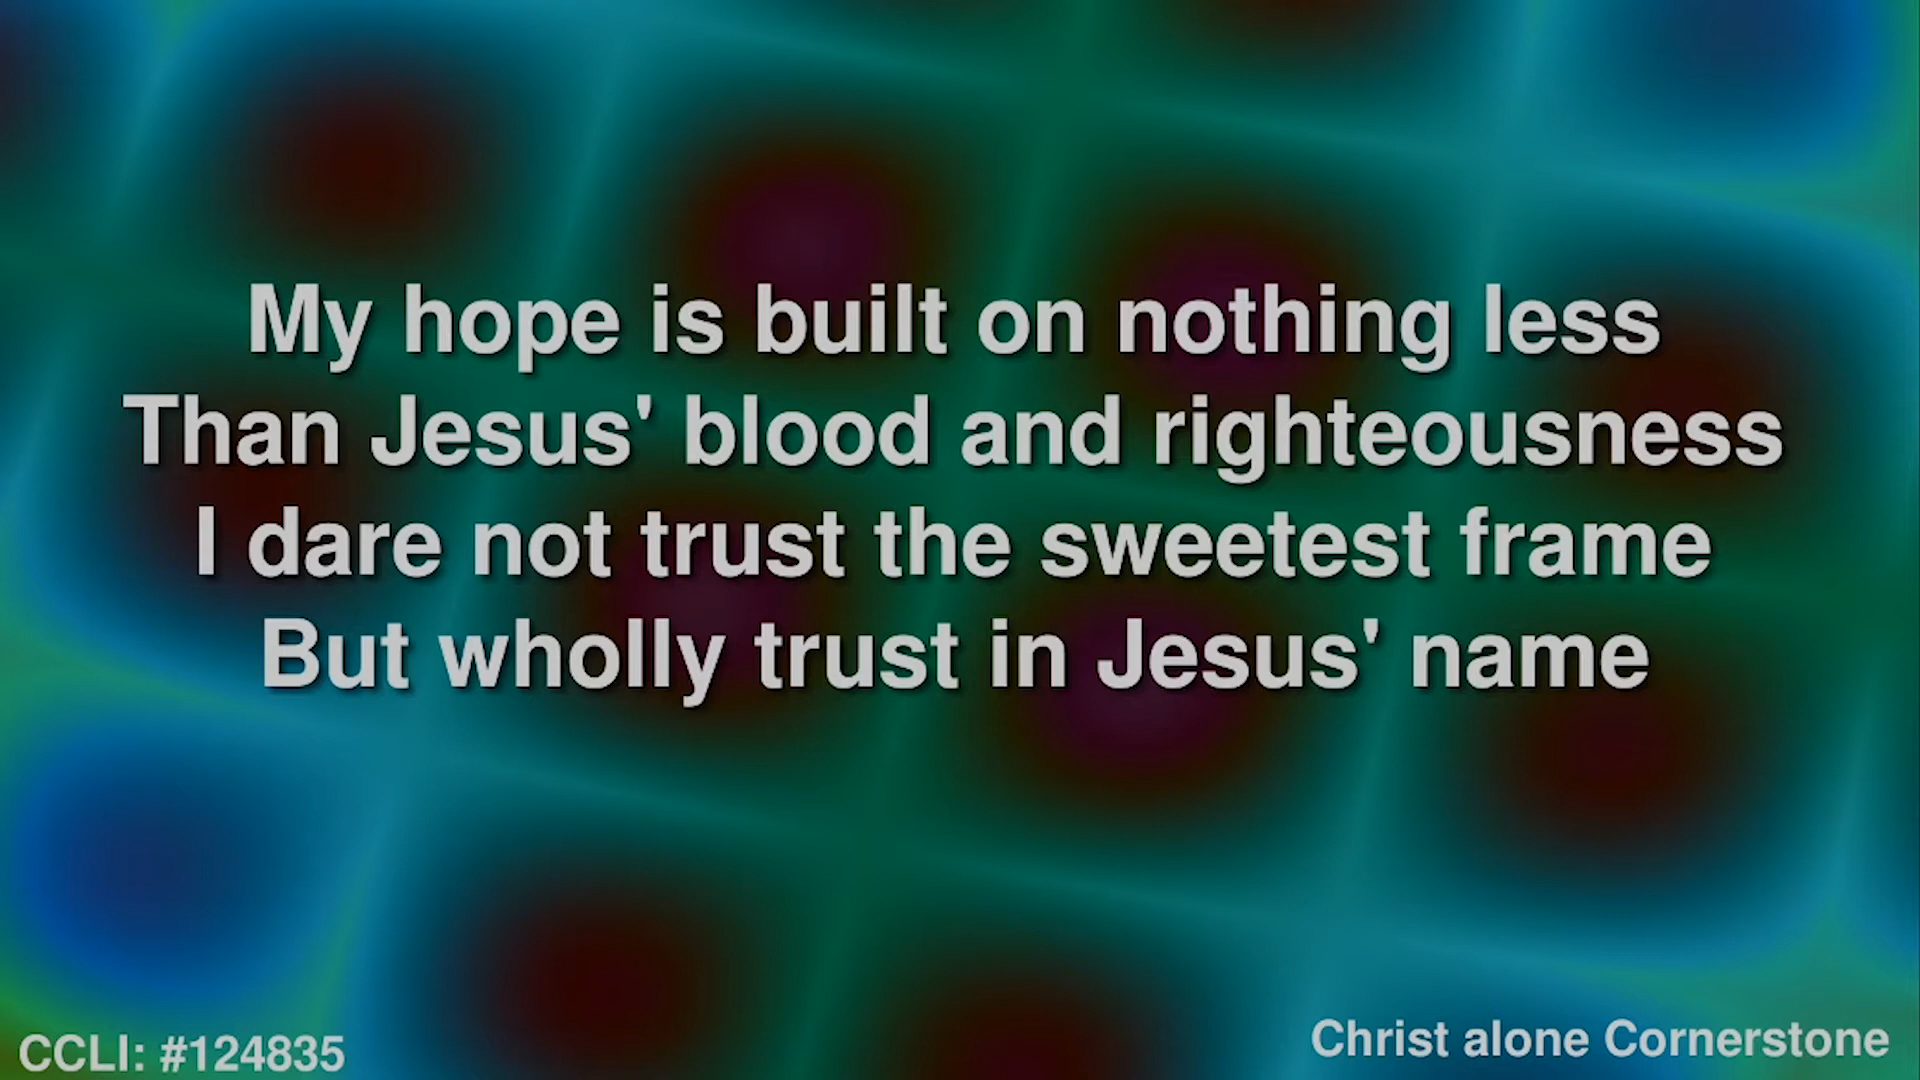 My hope is built on nothing less
Than Jesus' blood and righteousness
I dare not trust the sweetest frame
But wholly trust in Jesus' name
CCLI: #124835
Christ alone Cornerstone